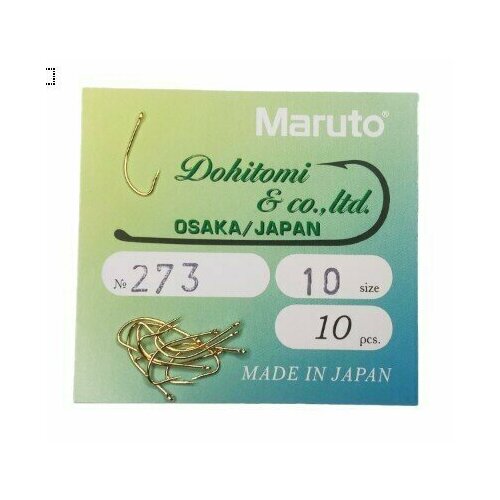 Maruto®
Dohitomi
& co., ltd.
OSAKA/JAPAN
№ 273
10 size
10 pcs.
MADE IN JAPAN